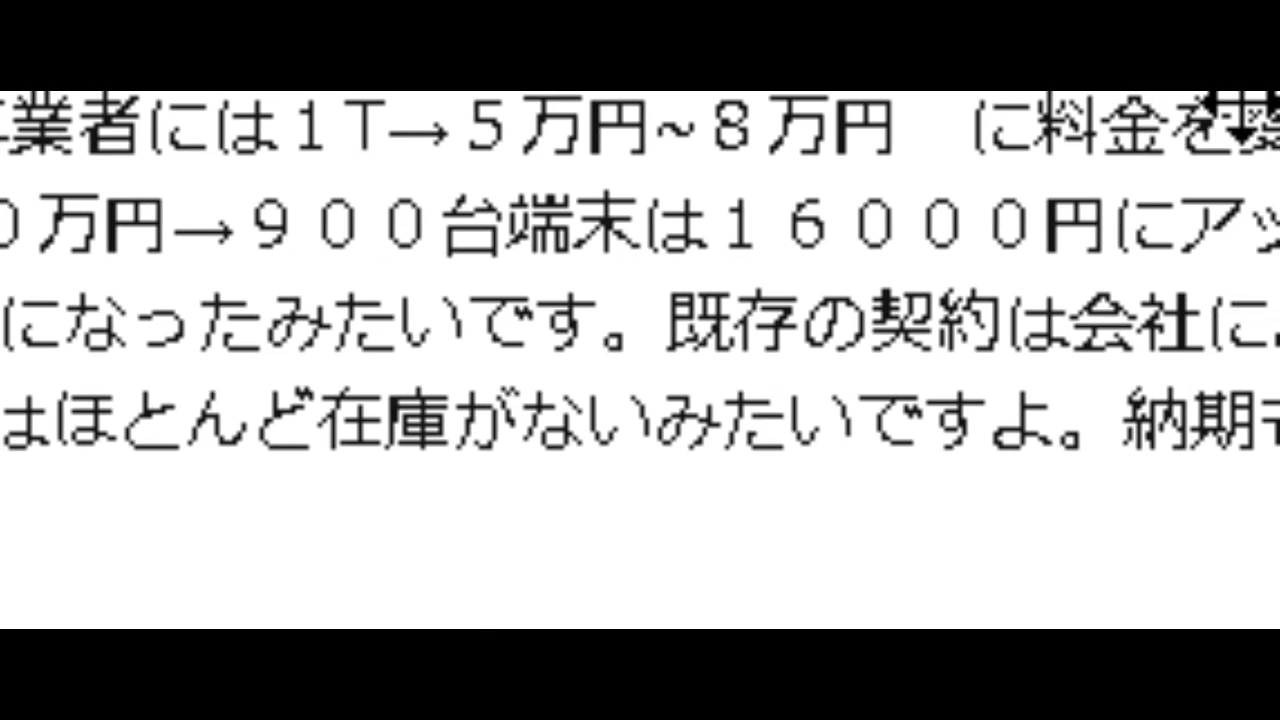 業者には１Ｔ→５万円~８万円　に料金を
０万円→９００台端末は１６０００円にアッ
になったみたいです。既存の契約は会社に
はほとんど在庫がないみたいですよ。納期